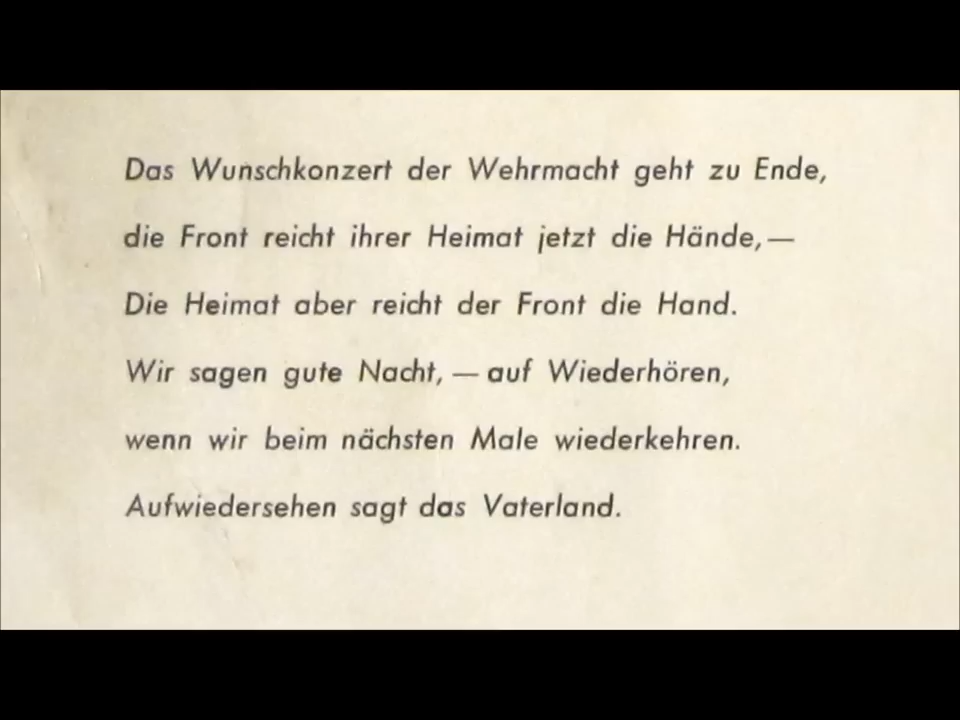 Das Wunschkonzert der Wehrmacht geht zu Ende,
die Front reicht ihrer Heimat jetzt die Hände,—
Die Heimat aber reicht der Front die Hand.
Wir sagen gute Nacht,— auf Wiederhören,
wenn wir beim nächsten Male wiederkehren.
Aufwiedersehen sagt das Vaterland.